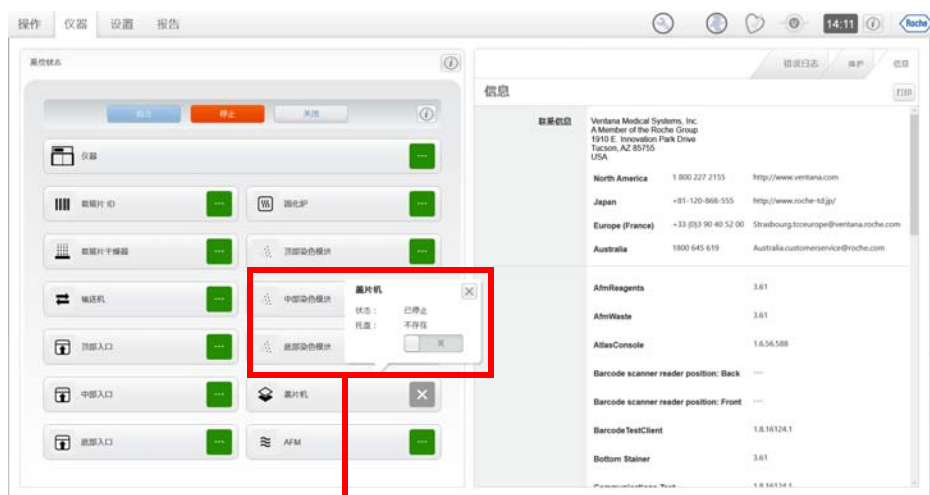 操作 仪器 设置 报告
14:11
Roche
系统状态
错误日志 维护 信息
信息
打印
启动 停止 关闭
联系信息
Ventana Medical Systems, Inc.
A Member of the Roche Group
1910 E. Innovation Park Drive
Tucson, AZ 85755
USA
North America 1 800 227 2155 http://www.ventana.com
Japan +81-120-868-555 http://www.roche-td.jp/
Europe (France) +33 (0)3 90 40 52 00 Strasbourg.tcceurope@ventana.roche.com
Australia 1800 645 619 Australia.customerservice@roche.com
仪器
载玻片 ID
固化炉
载玻片干燥器
顶部染色模块
输送机
中部染色模块
顶部入口
底部染色模块
中部入口
盖片机
底部入口
AFM
盖片机
状态： 已停止
托盘： 不存在
关
AfmReagents 3.61
AfmWaste 3.61
AtlasConsole 1.6.56.588
Barcode scanner reader position: Back ---
Barcode scanner reader position: Front ---
BarcodeTestClient 1.8.16124.1
Bottom Stainer 3.61
Communications Test 1.8.16124.1